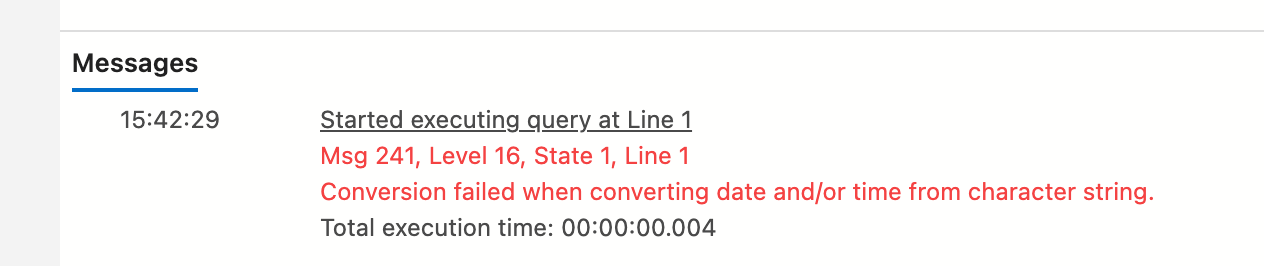 Messages
15:42:29 Started executing query at Line 1
Msg 241, Level 16, State 1, Line 1
Conversion failed when converting date and/or time from character string.
Total execution time: 00:00:00.004